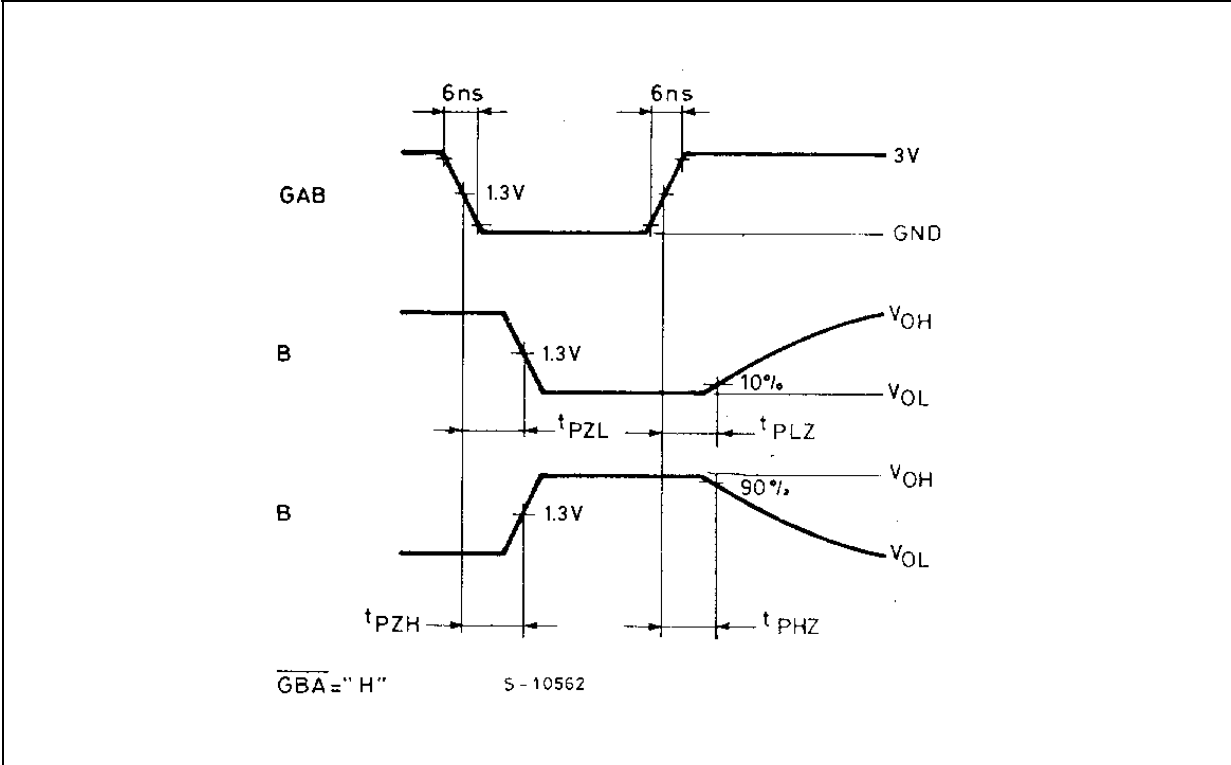 6ns 6ns
3V
GAB 1.3V
GND
VOH
B 1.3V
10%
VOL
tPZL tPLZ
VOH
90%
B 1.3V
VOL
tPZH tPHZ
GBA="H" S-10562